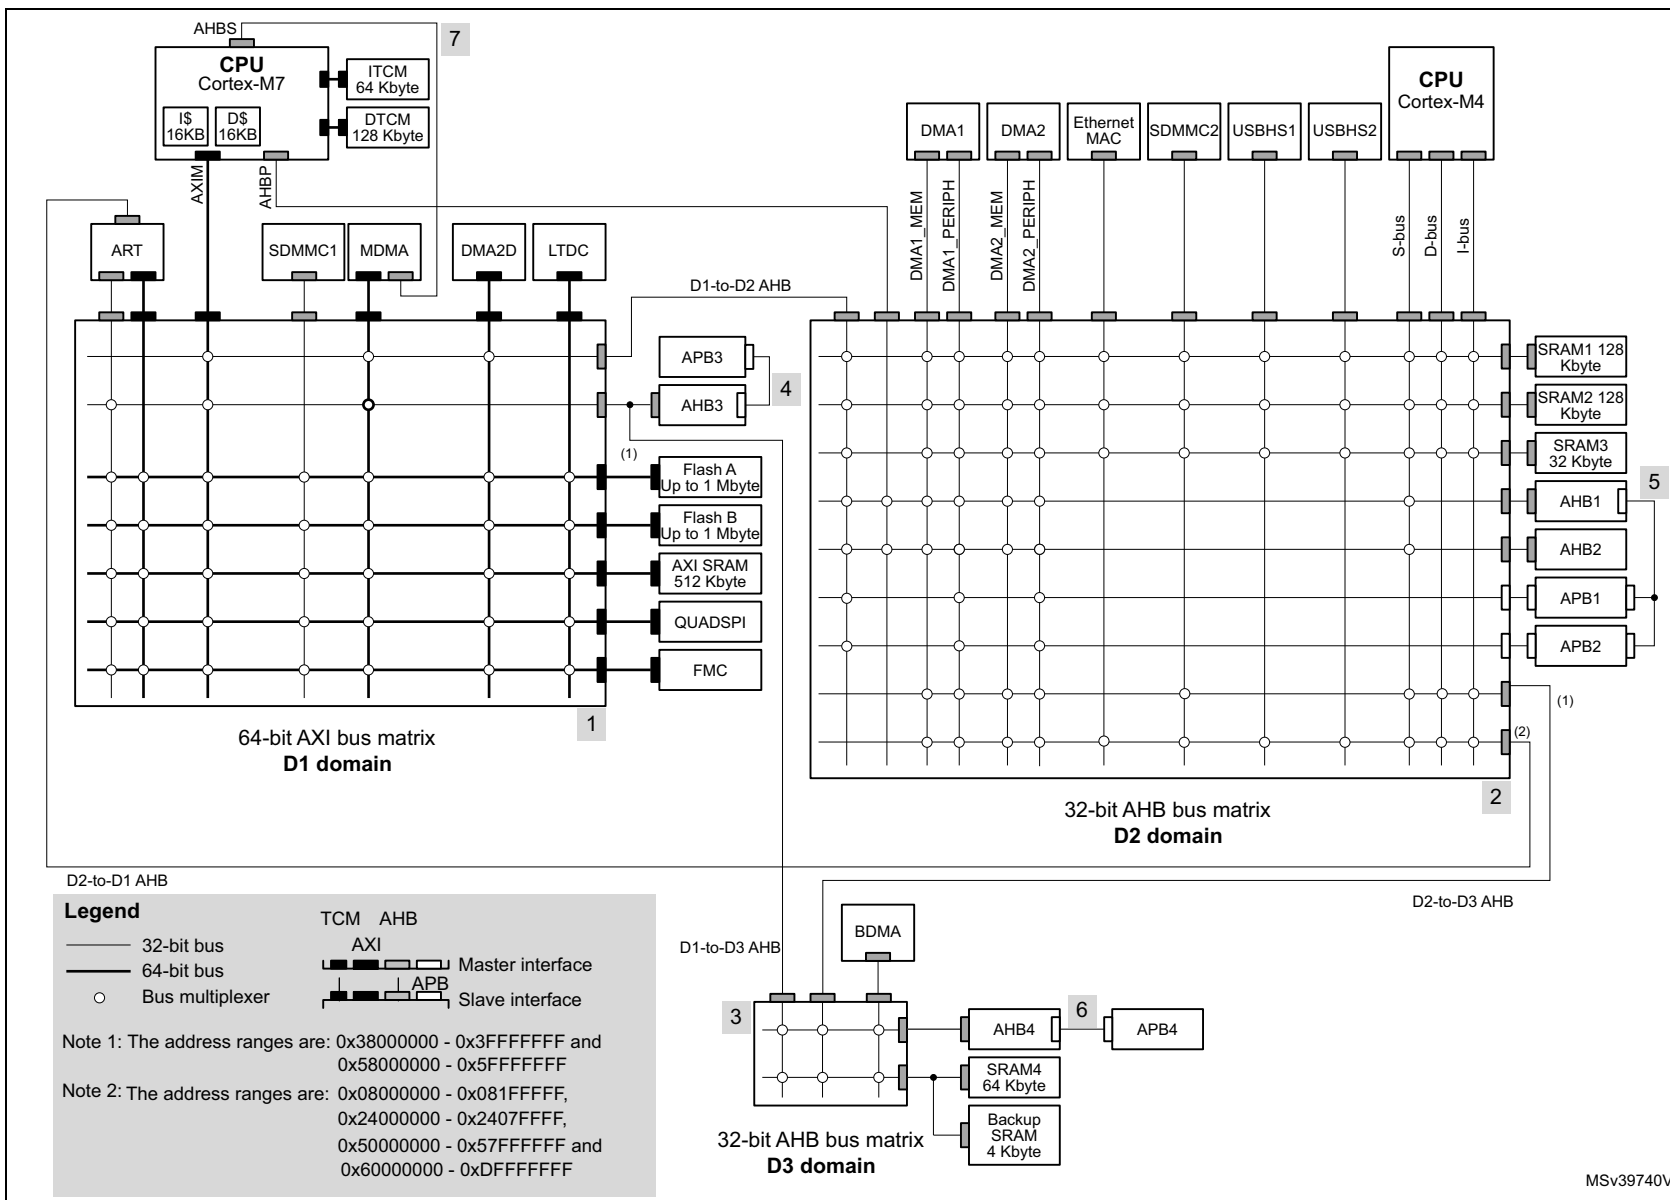 AHBS
7
CPU
Cortex-M7
I$
16KB
D$
16KB
ITCM
64 Kbyte
DTCM
128 Kbyte
AXIM
AHBP
CPU
Cortex-M4
DMA1
DMA2
Ethernet
MAC
SDMMC2
USBHS1
USBHS2
DMA1_MEM
DMA1_PERIPH
DMA2_MEM
DMA2_PERIPH
S-bus
D-bus
I-bus
ART
SDMMC1
MDMA
DMA2D
LTDC
D1-to-D2 AHB
APB3
4
AHB3
(1)
Flash A
Up to 1 Mbyte
Flash B
Up to 1 Mbyte
AXI SRAM
512 Kbyte
QUADSPI
FMC
1
64-bit AXI bus matrix
D1 domain
SRAM1 128
Kbyte
SRAM2 128
Kbyte
SRAM3
32 Kbyte
5
AHB1
AHB2
APB1
APB2
(1)
(2)
2
32-bit AHB bus matrix
D2 domain
D2-to-D1 AHB
D2-to-D3 AHB
Legend
32-bit bus
64-bit bus
Bus multiplexer
TCM AHB
AXI
Master interface
APB
Slave interface
Note 1: The address ranges are: 0x38000000 - 0x3FFFFFFF and
0x58000000 - 0x5FFFFFFF
Note 2: The address ranges are: 0x08000000 - 0x081FFFFF,
0x24000000 - 0x2407FFFF,
0x50000000 - 0x57FFFFFF and
0x60000000 - 0xDFFFFFFF
D1-to-D3 AHB
BDMA
3
AHB4
6
APB4
SRAM4
64 Kbyte
Backup
SRAM
4 Kbyte
32-bit AHB bus matrix
D3 domain
MSv39740V